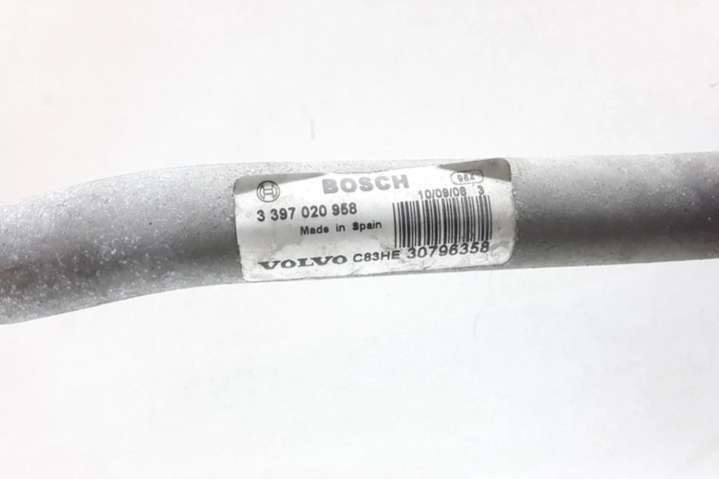 BOSCH
3 397 020 958
10/09/08 3
Made in Spain
VOLVO C83HE 30796358